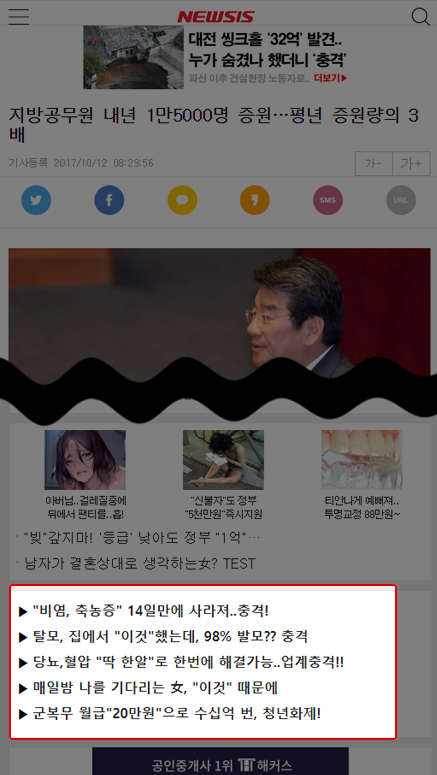 NEWSIS
대전 씽크홀 '32억' 발견..
누가 숨겼나 했더니 '충격'
파산 이후 건설현장 노동자로.. 더보기▶
지방공무원 내년 1만5000명 증원…평년 증원량의 3
배
기사등록 2017/10/12 08:29:56
가- 가+
SMS URL
아버님..걸레질중에
뒤에서 팬티를..흡!
"신불자"도 정부
"5천만원"즉시지원
티안나게 예뻐져..
투명교정 88만원~
· "빚"갚지마! '등급' 낮아도 정부 "1억"…
· 남자가 결혼상대로 생각하는女? TEST
▶ "비염, 축농증" 14일만에 사라져..충격!
▶ 탈모, 집에서 "이것"했는데, 98% 발모?? 충격
▶ 당뇨,혈압 "딱 한알"로 한번에 해결가능..업계충격!!
▶ 매일밤 나를 기다리는 女, "이것" 때문에
▶ 군복무 월급"20만원"으로 수십억 번, 청년화제!
공인중개사 1위 해커스